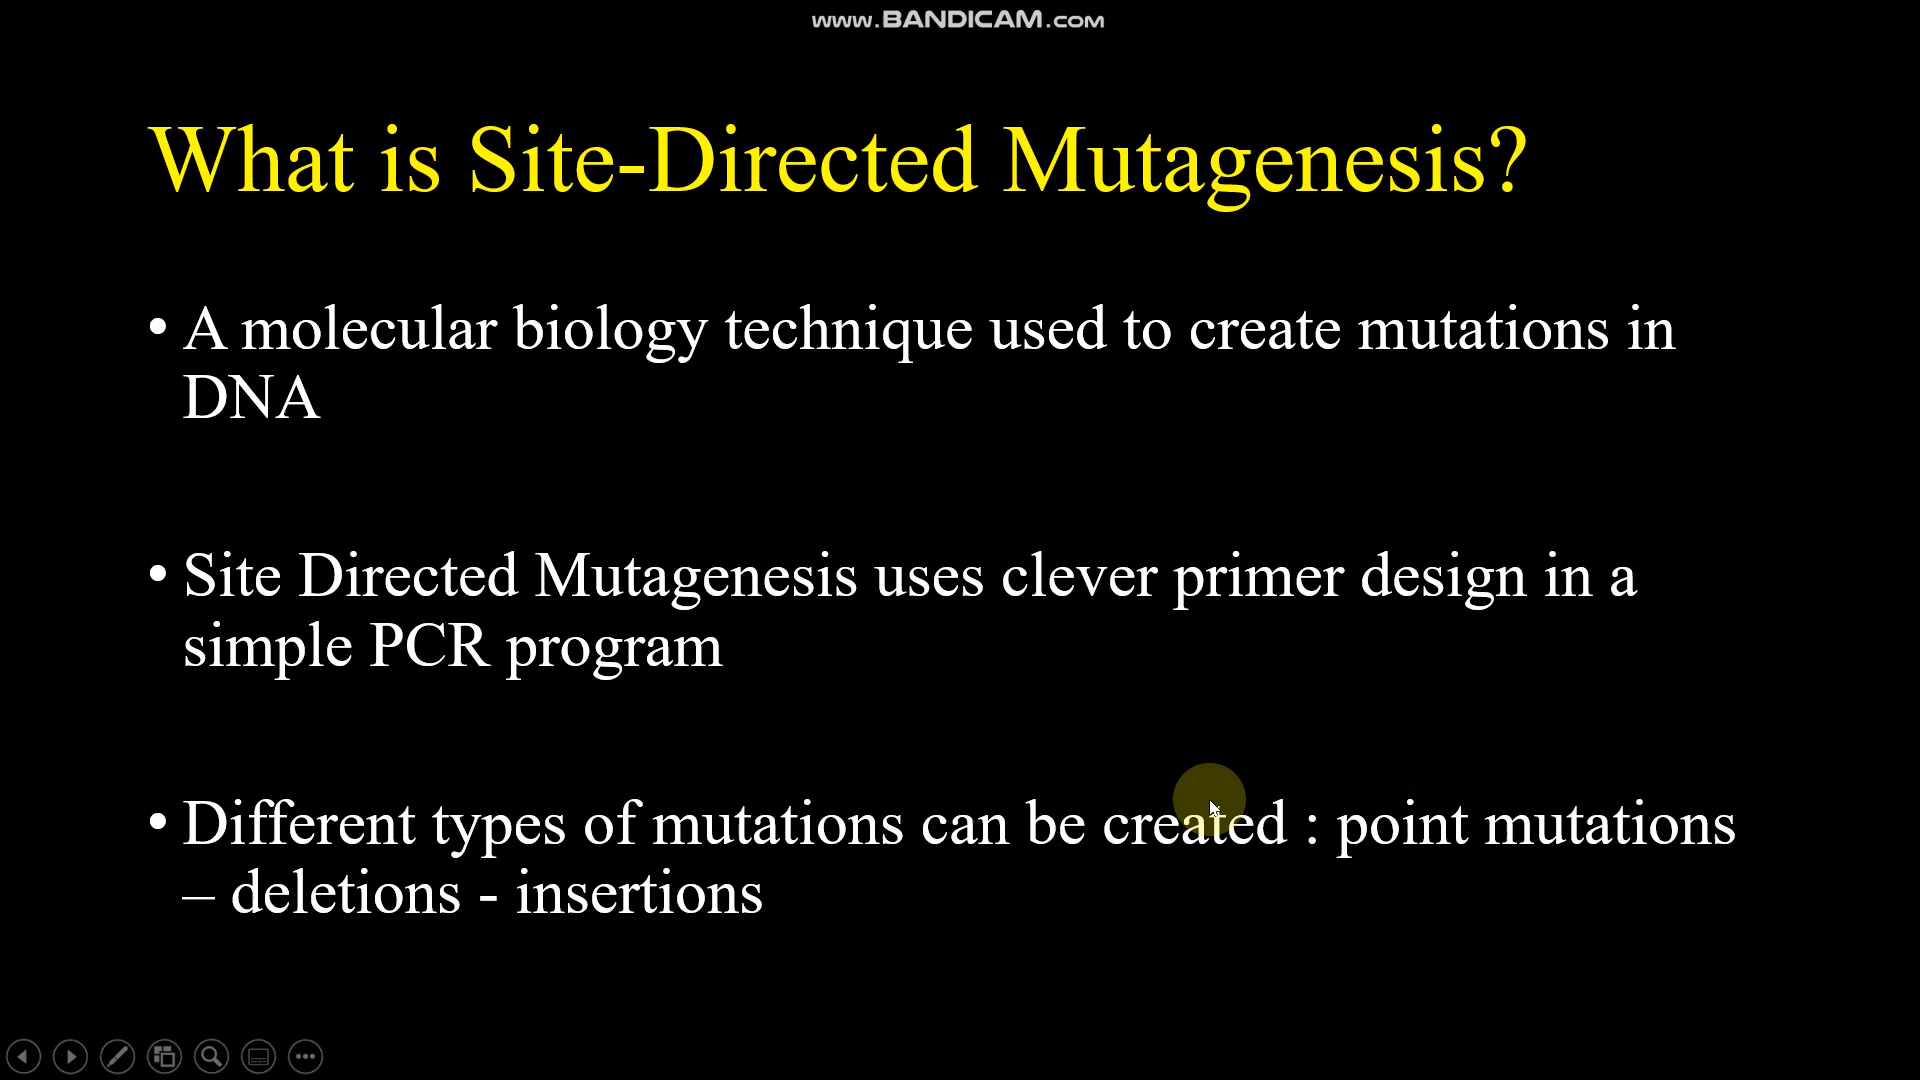 www.BANDICAM.com
What is Site-Directed Mutagenesis?
• A molecular biology technique used to create mutations in
DNA
• Site Directed Mutagenesis uses clever primer design in a
simple PCR program
• Different types of mutations can be created : point mutations
– deletions - insertions